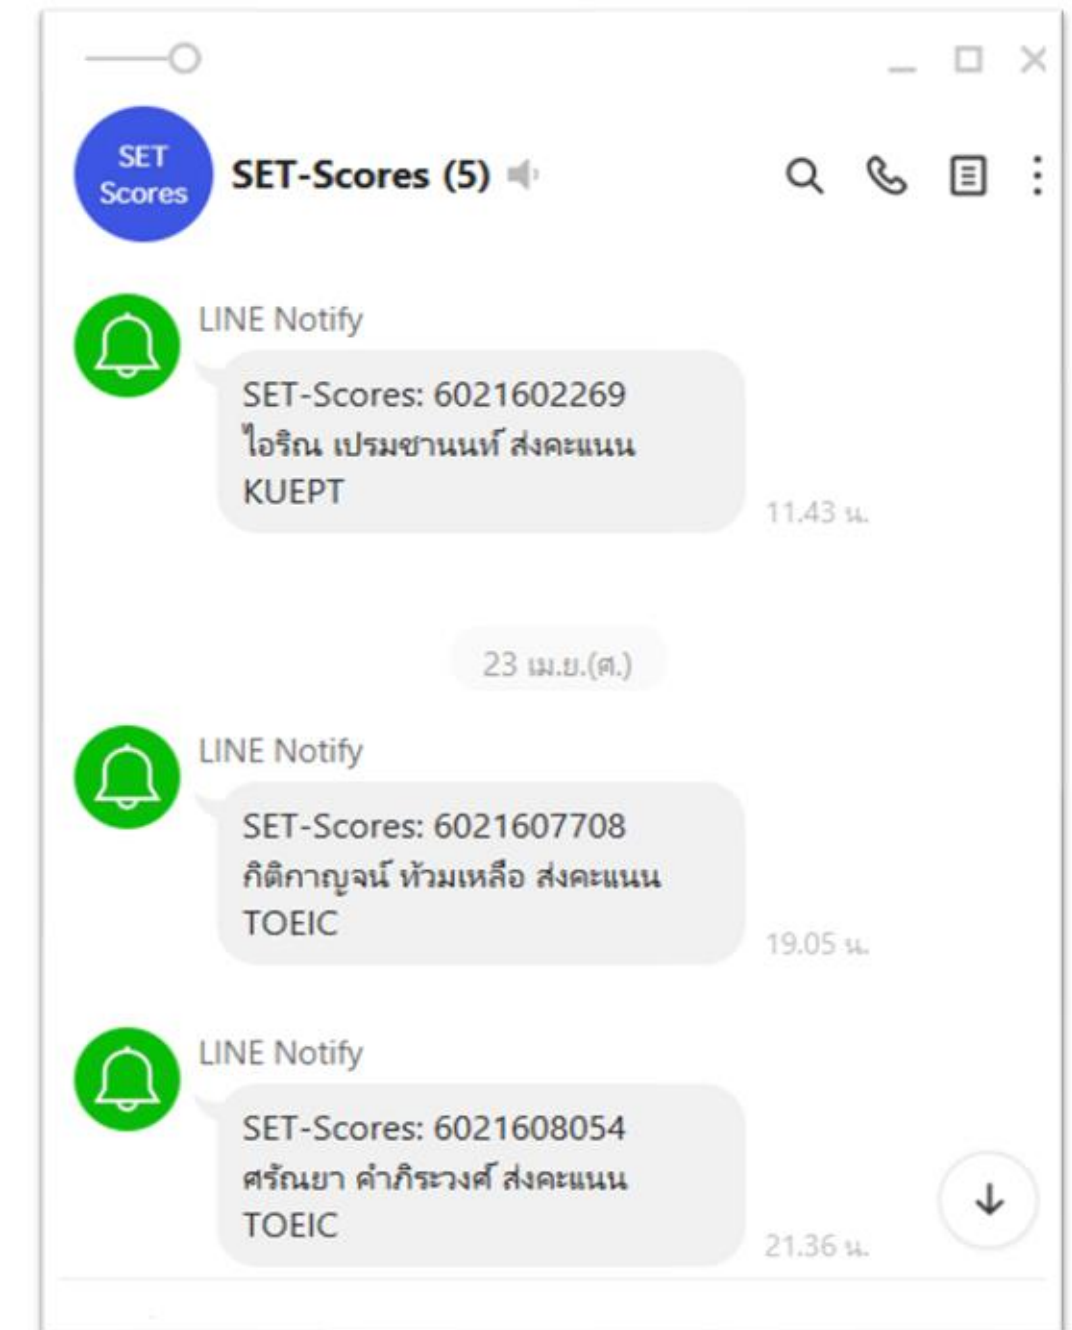 SET
Scores
SET-Scores (5)
LINE Notify
SET-Scores: 6021602269
ไอริณ เปรมชานนท์ ส่งคะแนน
KUEPT
11.43 น.
23 เม.ย.(ศ.)
LINE Notify
SET-Scores: 6021607708
กิติกาญจน์ ท้วมเหลือ ส่งคะแนน
TOEIC
19.05 น.
LINE Notify
SET-Scores: 6021608054
ศรัณยา คำภิระวงศ์ ส่งคะแนน
TOEIC
21.36 น.